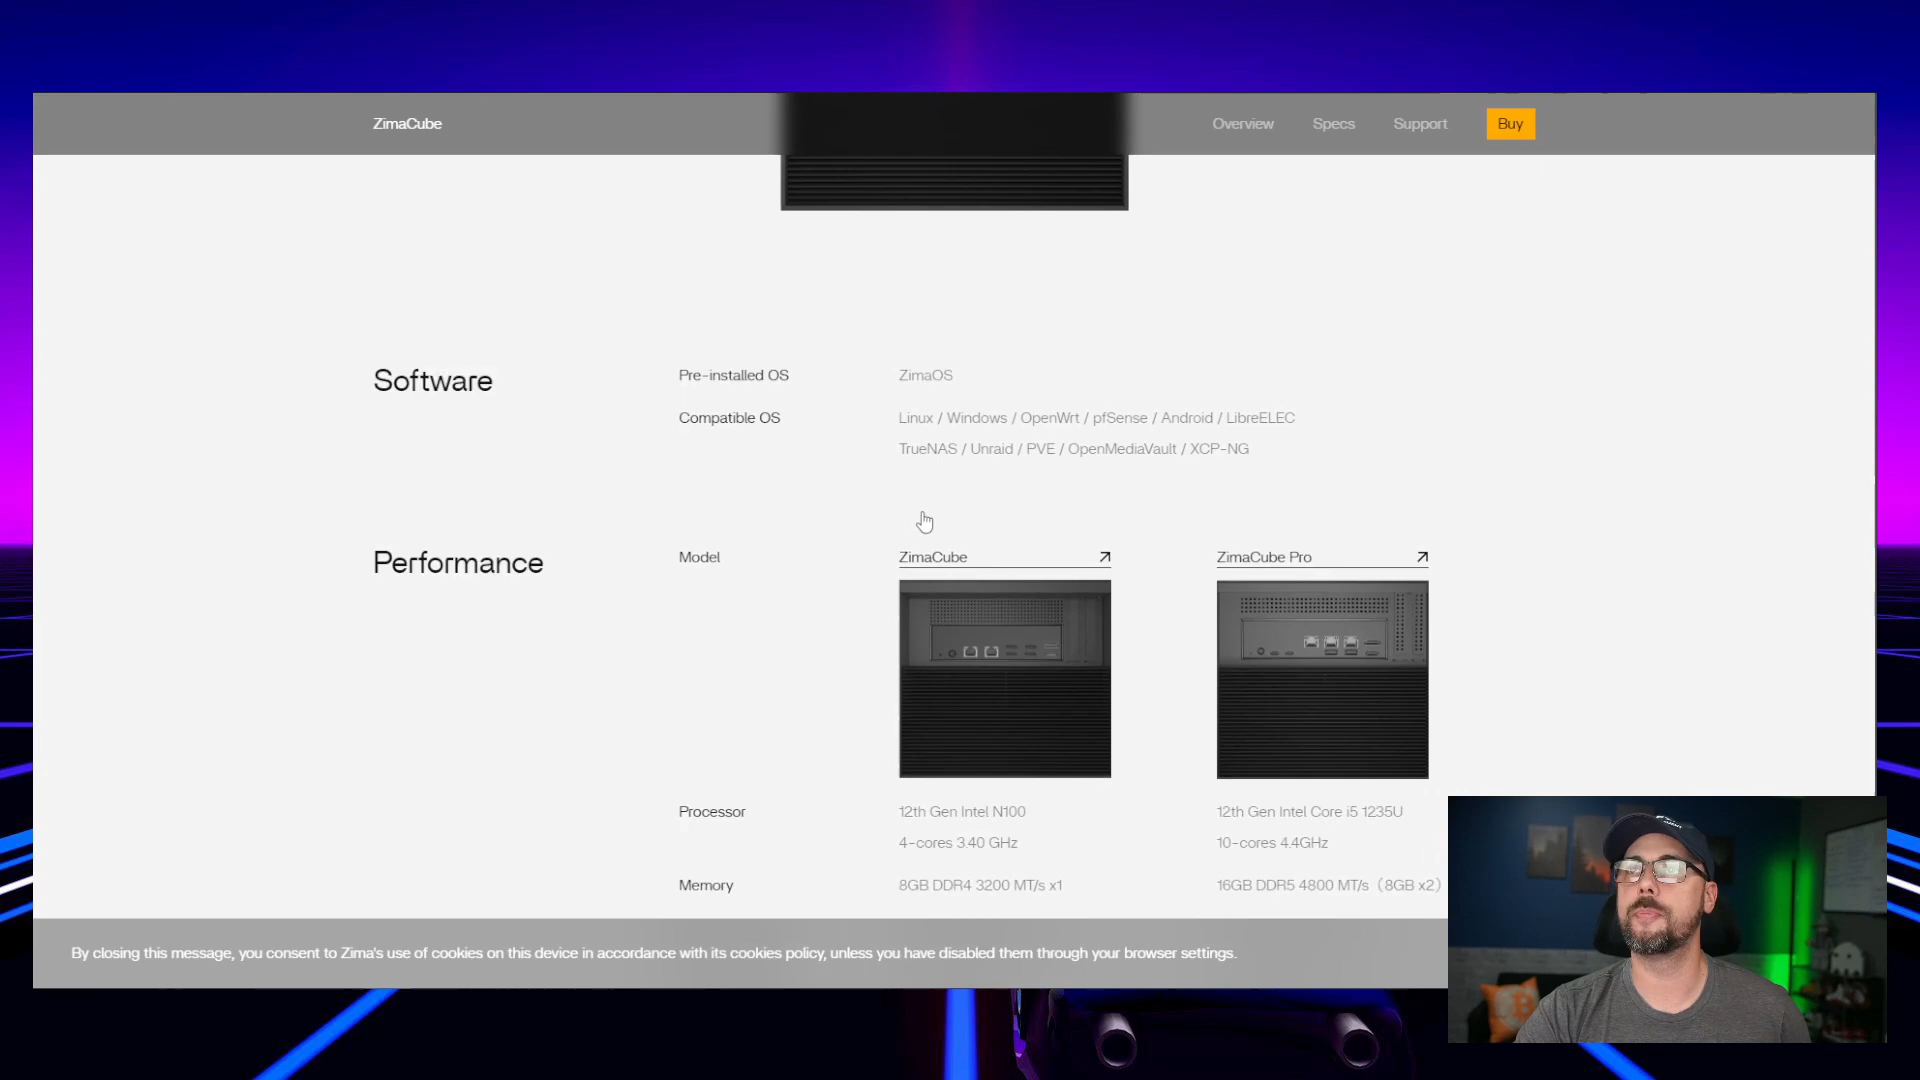 ZimaCube
Overview
Specs
Support
Buy
Software
Pre-installed OS
ZimaOS
Compatible OS
Linux / Windows / OpenWrt / pfSense / Android / LibreELEC
TrueNAS / Unraid / PVE / OpenMediaVault / XCP-NG
Performance
Model
ZimaCube
ZimaCube Pro
Processor
12th Gen Intel N100
12th Gen Intel Core i5 1235U
4-cores 3.40 GHz
10-cores 4.4GHz
Memory
8GB DDR4 3200 MT/s x1
16GB DDR5 4800 MT/s（8GB x2）
By closing this message, you consent to Zima's use of cookies on this device in accordance with its cookies policy, unless you have disabled them through your browser settings.